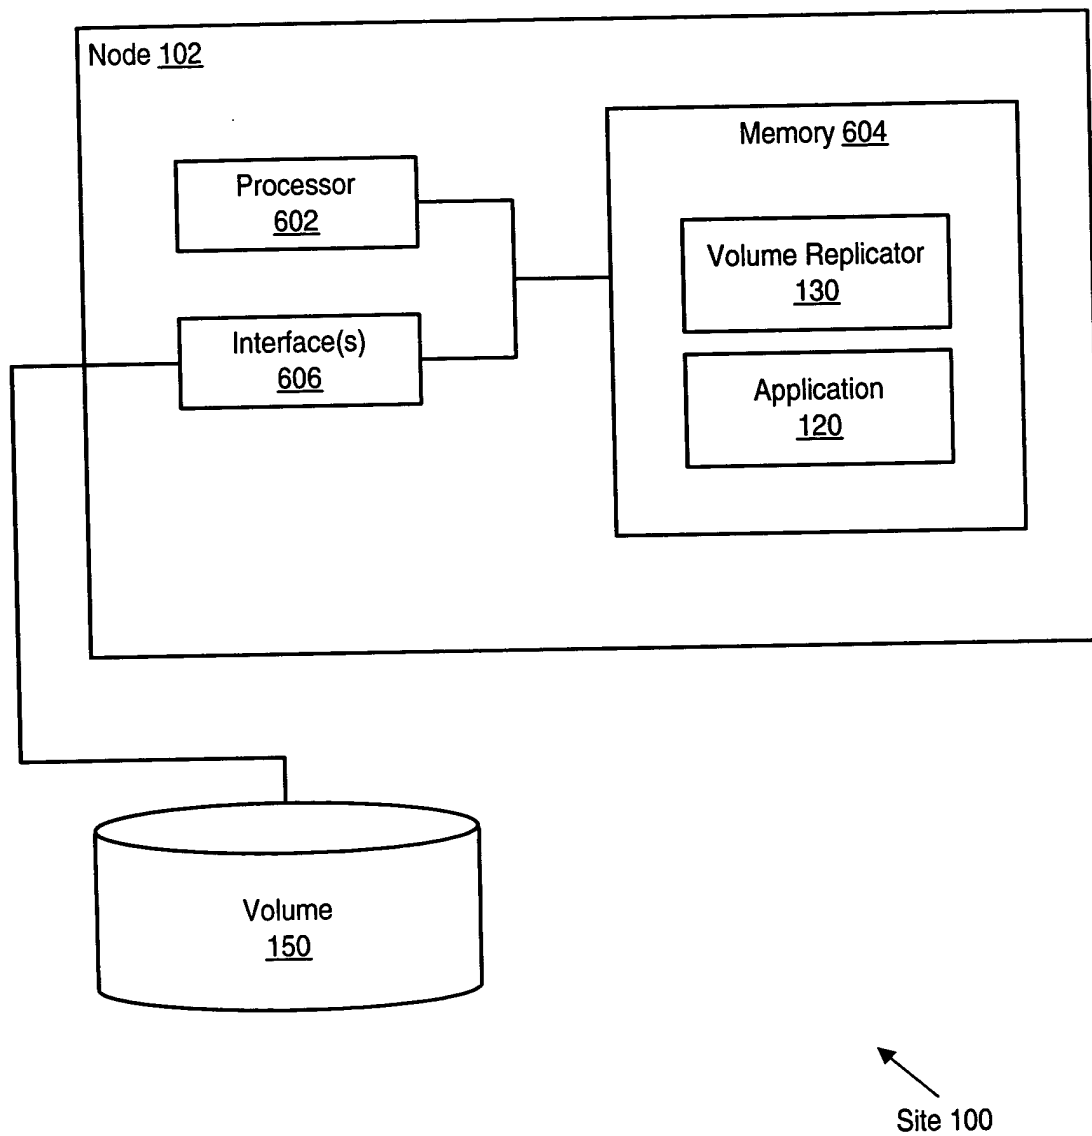 Node 102
Memory 604
Processor
602
Volume Replicator
130
Interface(s)
606
Application
120
Volume
150
Site 100